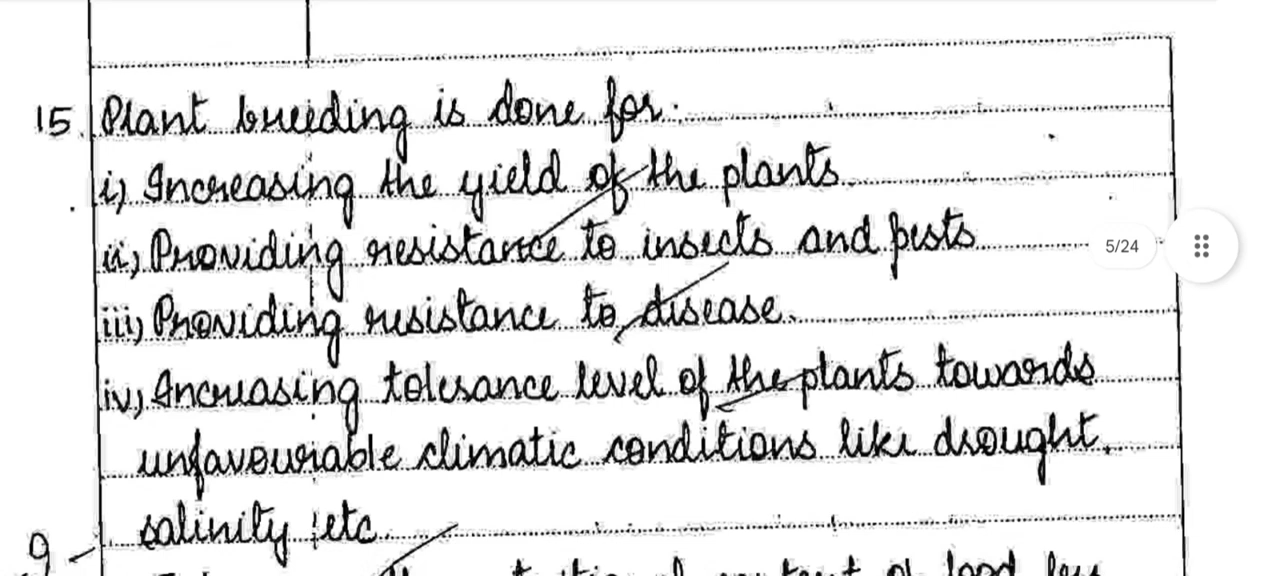 15. Plant breeding is done for:
i) Increasing the yield of the plants.
ii) Providing resistance to insects and pests
5/24
iii) Providing resistance to disease.
iv) Increasing tolerance level of the plants towards
unfavourable climatic conditions like drought,
salinity etc.
9
of food